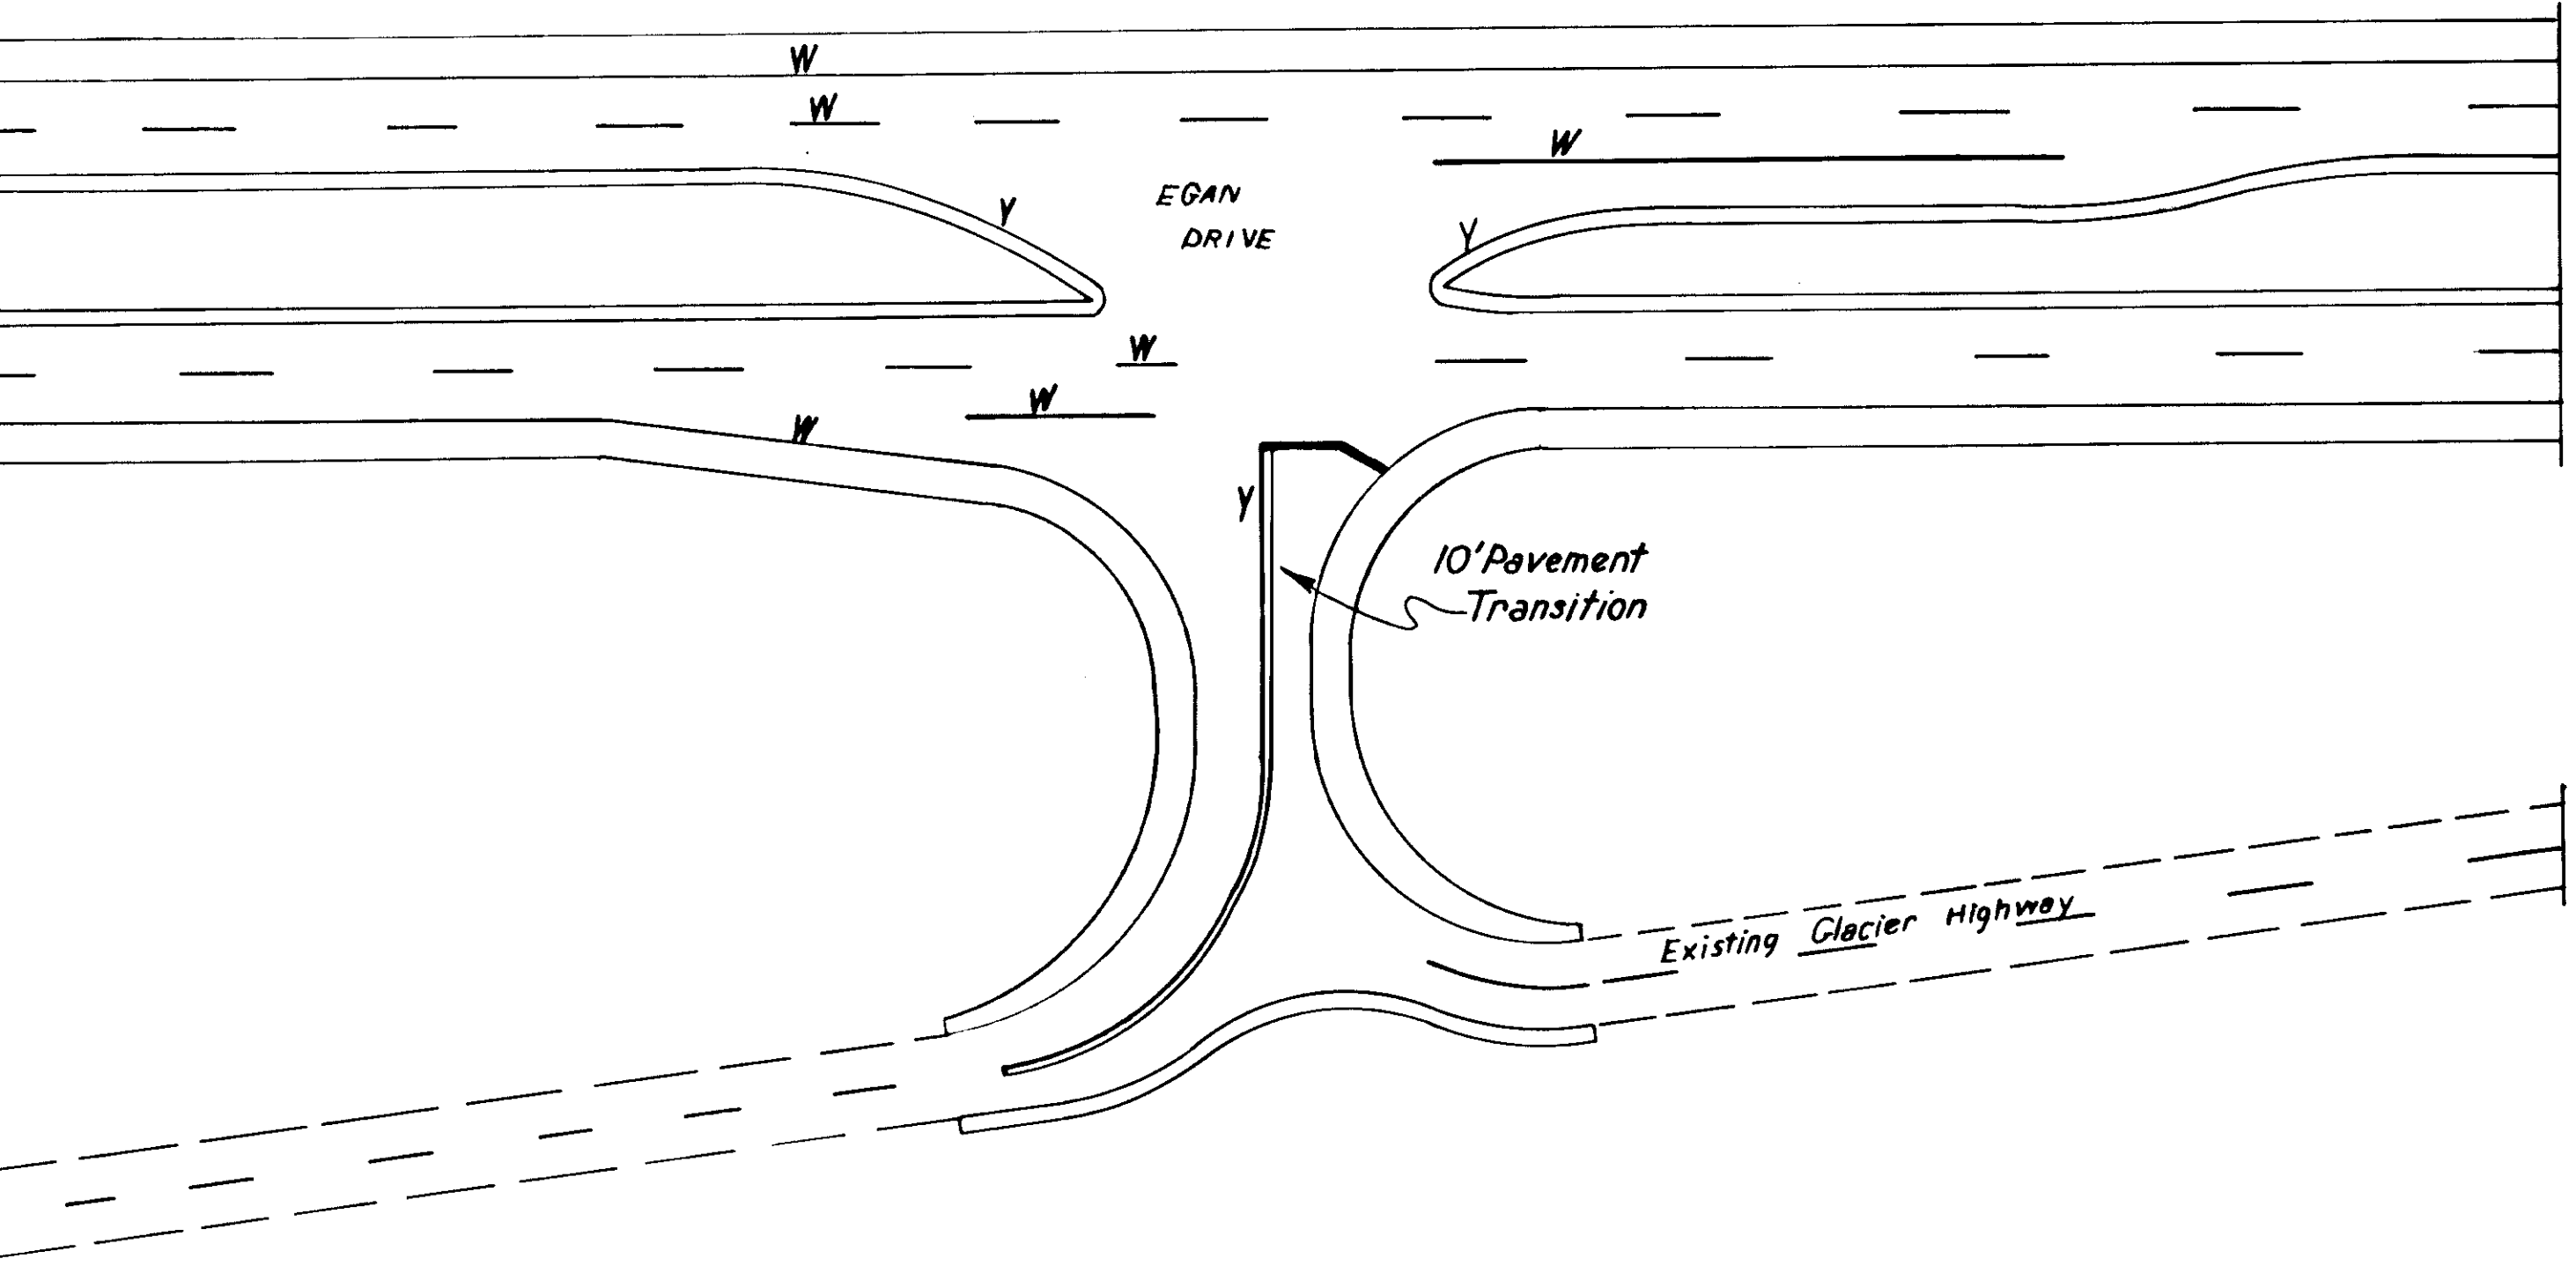 W
W
W
EGAN
DRIVE
Y
Y
W
W
W
Y
10' Pavement
Transition
Existing Glacier Highway